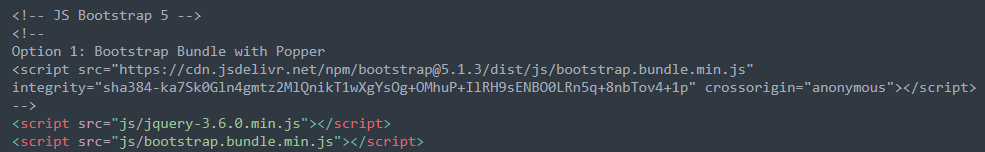 <!-- JS Bootstrap 5 -->
<!--
Option 1: Bootstrap Bundle with Popper
<script src="https://cdn.jsdelivr.net/npm/bootstrap@5.1.3/dist/js/bootstrap.bundle.min.js"
integrity="sha384-ka7Sk0Gln4gmtz2MlQnikT1wXgYsOg+OMhuP+IlRH9sENBO0LRn5q+8nbTov4+1p" crossorigin="anonymous"></script>
-->
<script src="js/jquery-3.6.0.min.js"></script>
<script src="js/bootstrap.bundle.min.js"></script>